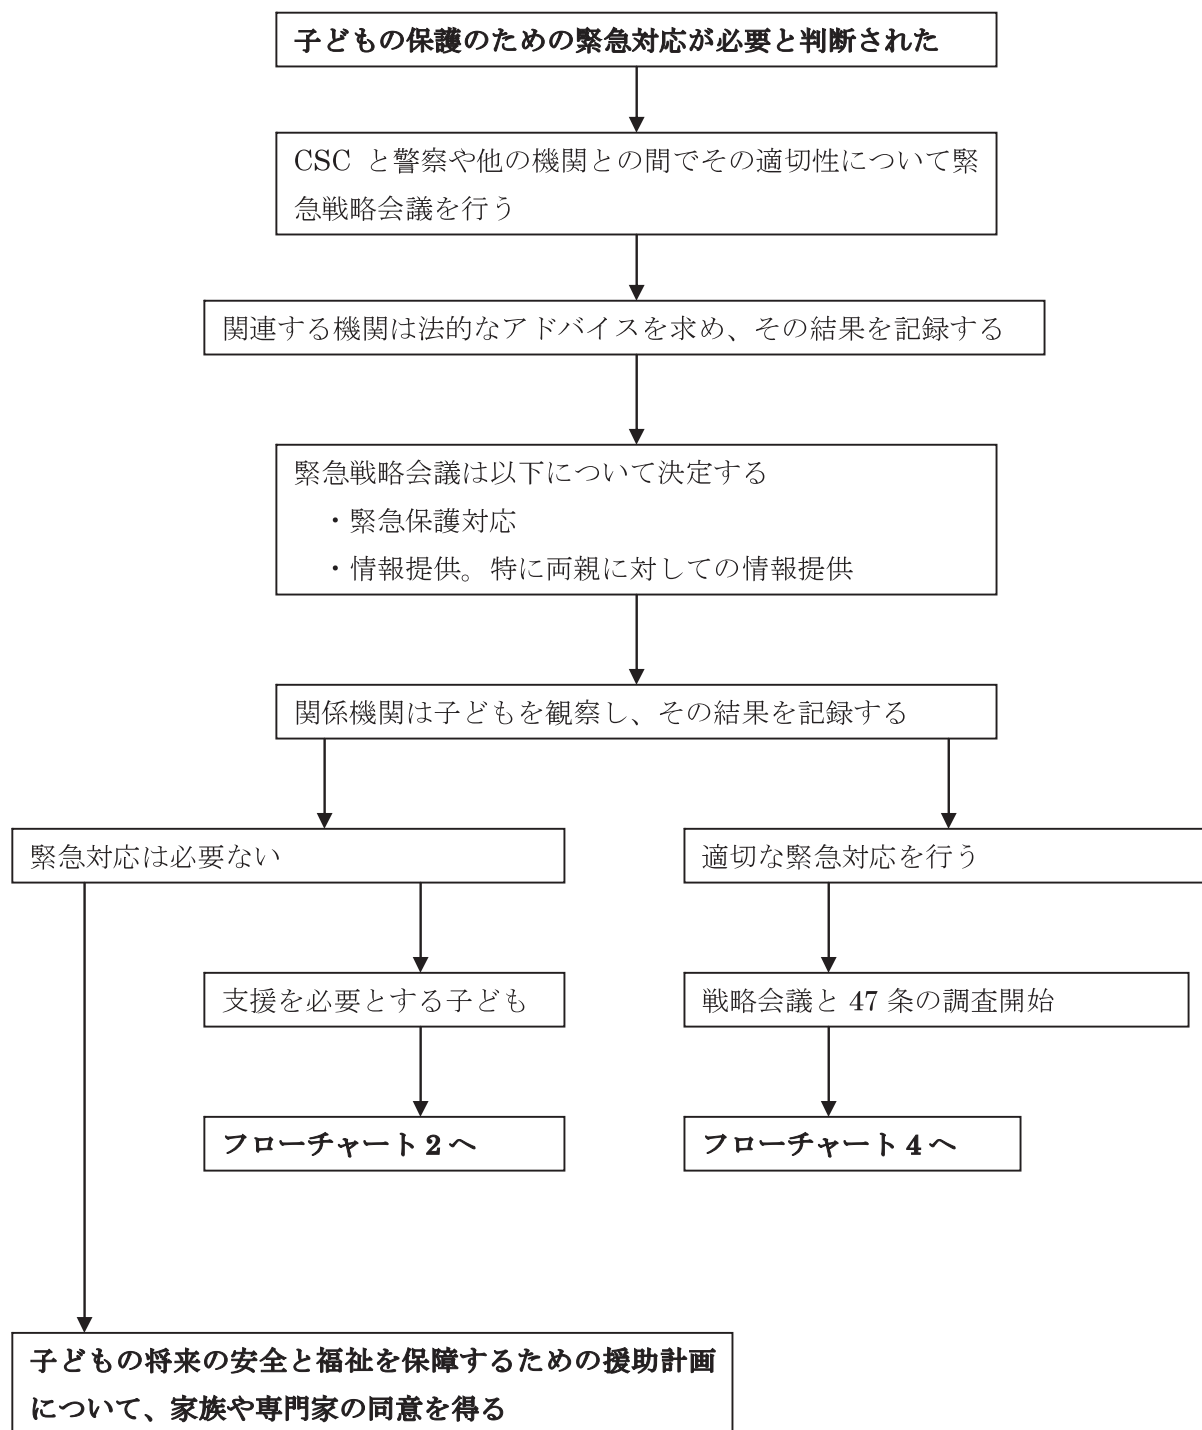 子どもの保護のための緊急対応が必要と判断された
CSC と警察や他の機関との間でその適切性について緊
急戦略会議を行う
関連する機関は法的なアドバイスを求め、その結果を記録する
緊急戦略会議は以下について決定する
・緊急保護対応
・情報提供。特に両親に対しての情報提供
関係機関は子どもを観察し、その結果を記録する
緊急対応は必要ない
適切な緊急対応を行う
支援を必要とする子ども
戦略会議と 47 条の調査開始
フローチャート 2 へ
フローチャート 4 へ
子どもの将来の安全と福祉を保障するための援助計画
について、家族や専門家の同意を得る